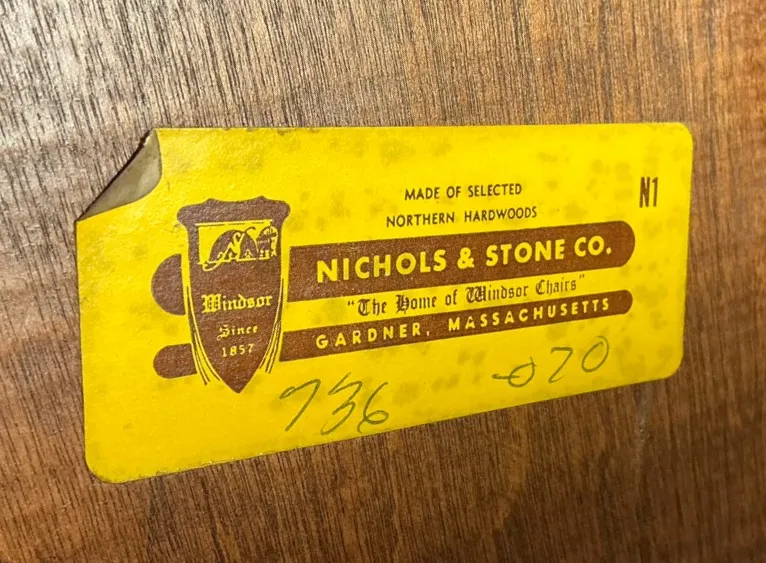 MADE OF SELECTED
NORTHERN HARDWOODS
N1
NICHOLS & STONE CO.
"The Home of Windsor Chairs"
GARDNER, MASSACHUSETTS
Windsor
Since
1857
736 -070